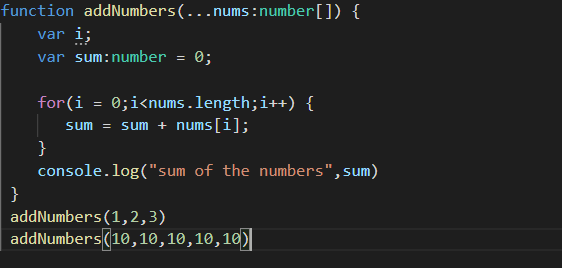 function addNumbers(...nums:number[]) {
var i;
var sum:number = 0;
for(i = 0;i<nums.length;i++) {
sum = sum + nums[i];
}
console.log("sum of the numbers",sum)
}
addNumbers(1,2,3)
addNumbers(10,10,10,10,10)